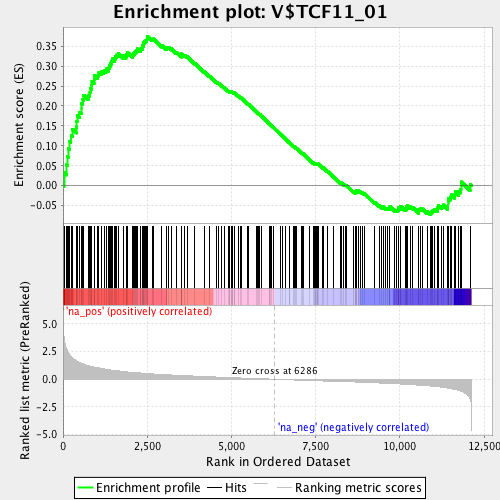 Enrichment plot: V$TCF11_01
Enrichment score (ES)
0.35
0.30
0.25
0.20
0.15
0.10
0.05
0.00
-0.05
'na_pos' (positively correlated)
Ranked list metric (PreRanked)
5.0
2.5
0.0
-2.5
-5.0
Zero cross at 6286
'na_neg' (negatively correlated)
0
2,500
5,000
7,500
10,000
12,500
Rank in Ordered Dataset
Enrichment profile
Hits
Ranking metric scores